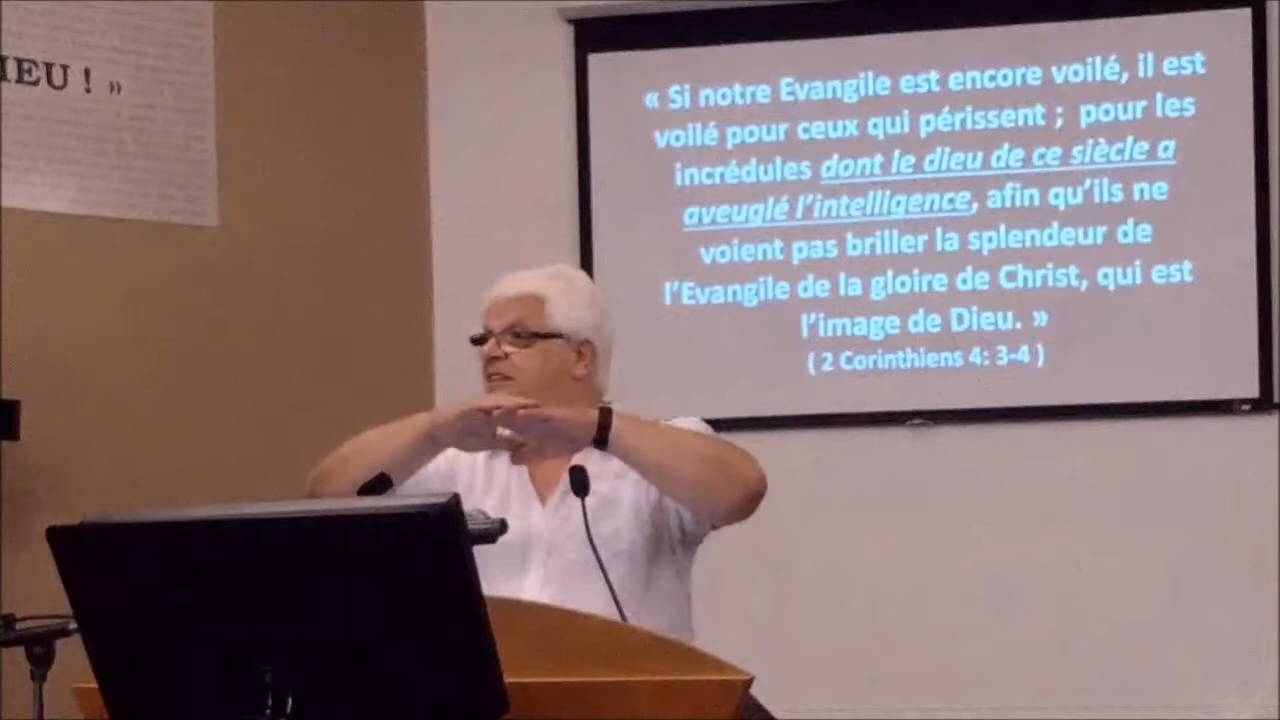 IEU ! »
« Si notre Evangile est encore voilé, il est
voilé pour ceux qui périssent ; pour les
incrédules dont le dieu de ce siècle a
aveuglé l'intelligence, afin qu'ils ne
voient pas briller la splendeur de
l'Evangile de la gloire de Christ, qui est
l'image de Dieu. »
( 2 Corinthiens 4: 3-4 )